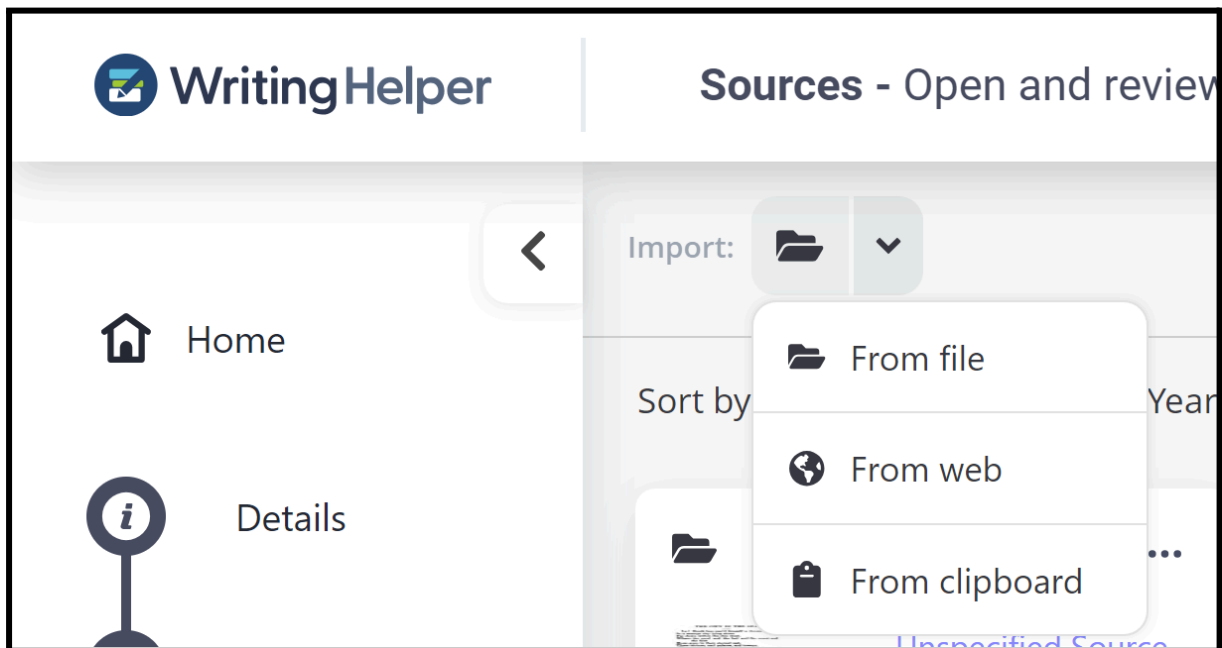 WritingHelper
Sources - Open and review
Import:
Home
From file
Sort by
Year
From web
Details
From clipboard
Unspecified Source